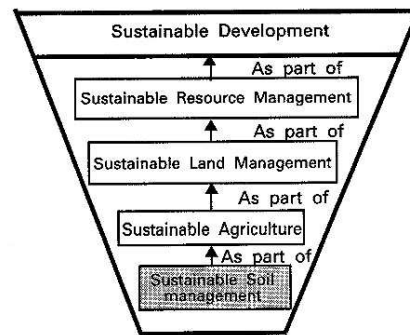 Sustainable Development
As part of
Sustainable Resource Management
As part of
Sustainable Land Management
As part of
Sustainable Agriculture
As part of
Sustainable Soil
management